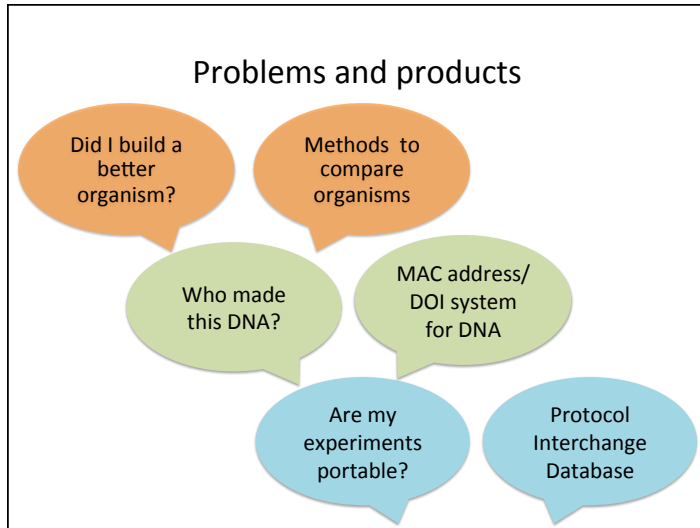 Problems and products
Did I build a
better
organism?
Methods to
compare
organisms
Who made
this DNA?
MAC address/
DOI system
for DNA
Are my
experiments
portable?
Protocol
Interchange
Database